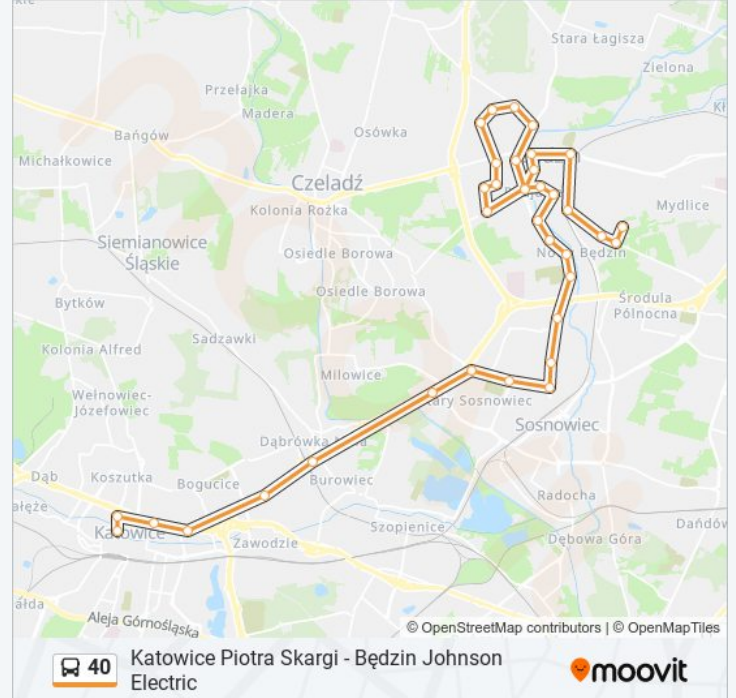 Stara Łagisza
Zielona
Przełajka
Madera
Osówka
Bańgów
Michałkowice
Czeladź
Kolonia Rożka
Mydlice
Siemianowice
Śląskie
Osiedle Borowa
Będzin
Osiedle Borowa
Środula
Północna
Bytków
Sadzawki
Kolonia Alfred
Milowice
Wełnowiec-
Józefowiec
Sosnowiec
Sosnowiec
Dąbrówka
Dąb
Koszutka
Bogucice
Burowiec
Radocha
Katowice
Zawodzie
Szopienice
Dębowa Góra
Aleja Górnośląska
© OpenStreetMap contributors | © OpenMapTiles
40
Katowice Piotra Skargi - Będzin Johnson
Electric
moovit